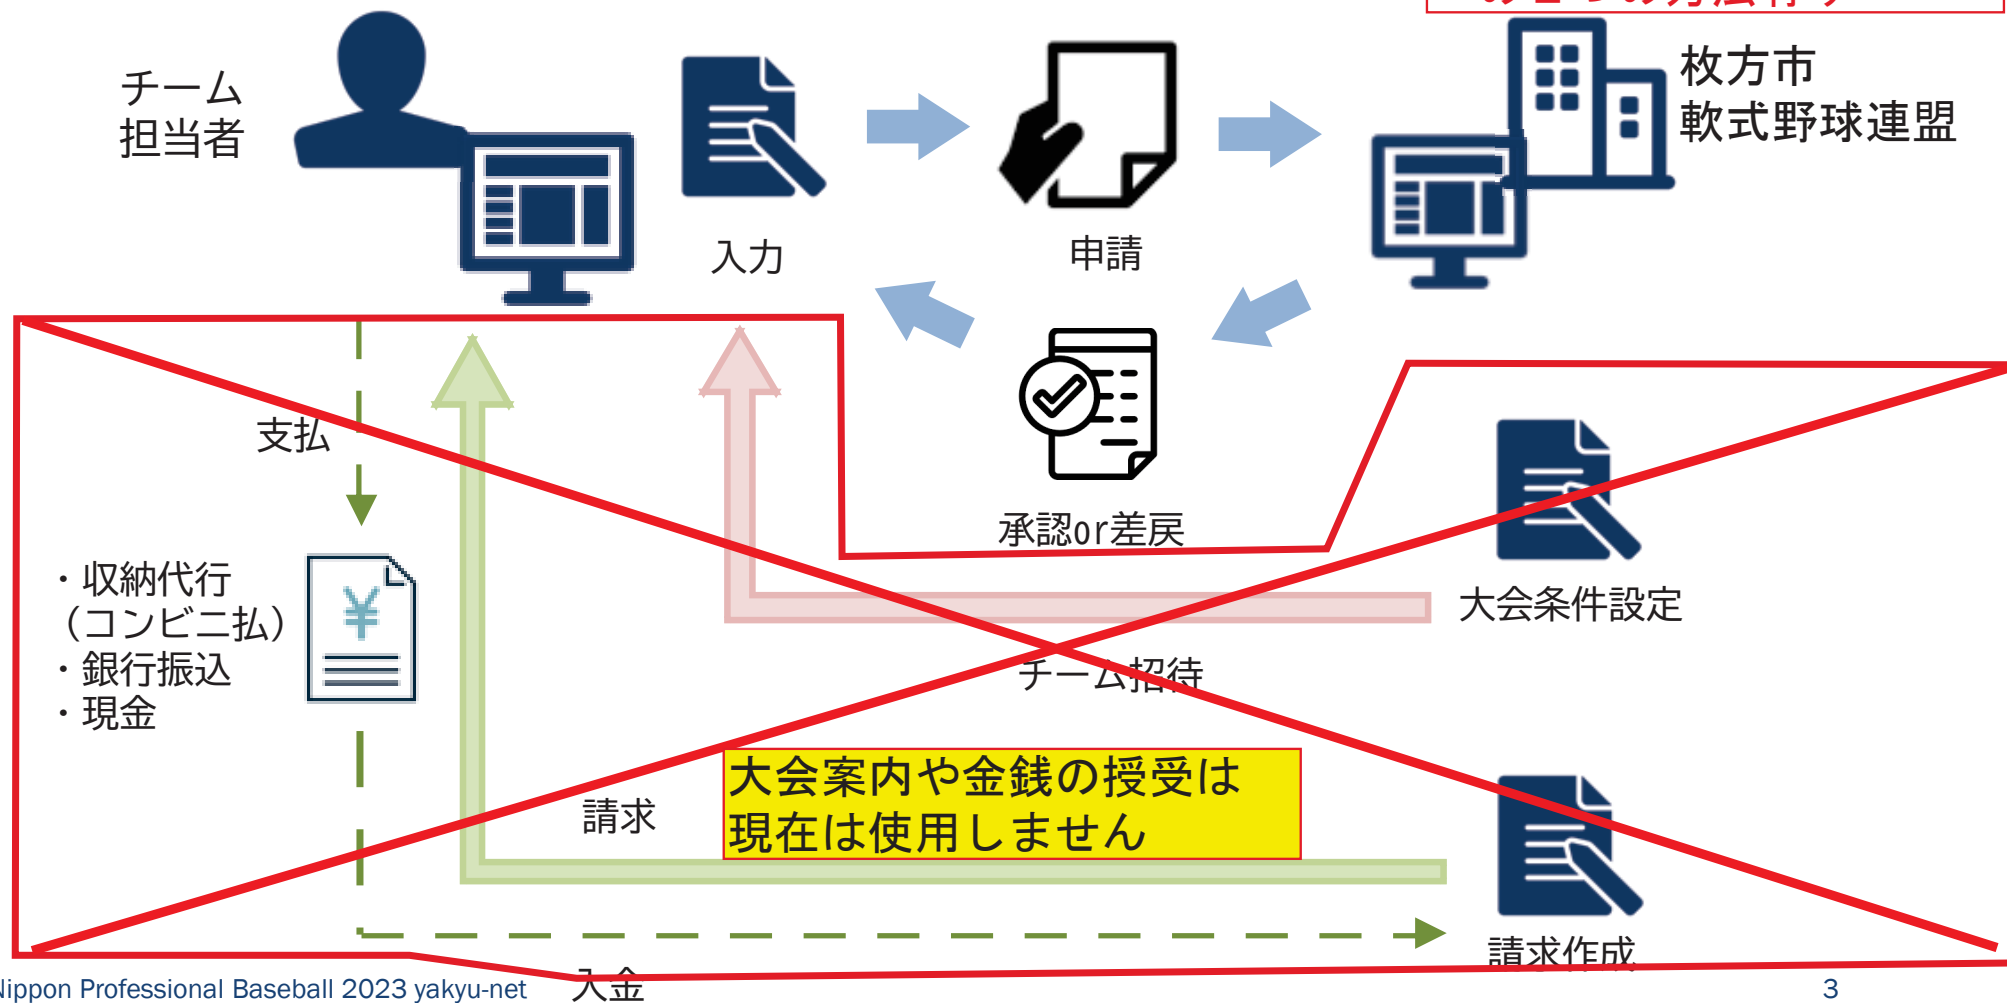 チーム
担当者
枚方市
軟式野球連盟
入力
申請
支払
承認or差戻
・収納代行
（コンビニ払）
・銀行振込
・現金
大会条件設定
チーム招待
大会案内や金銭の授受は
現在は使用しません
請求
請求作成
入金
Nippon Professional Baseball 2023 yakyu-net
3